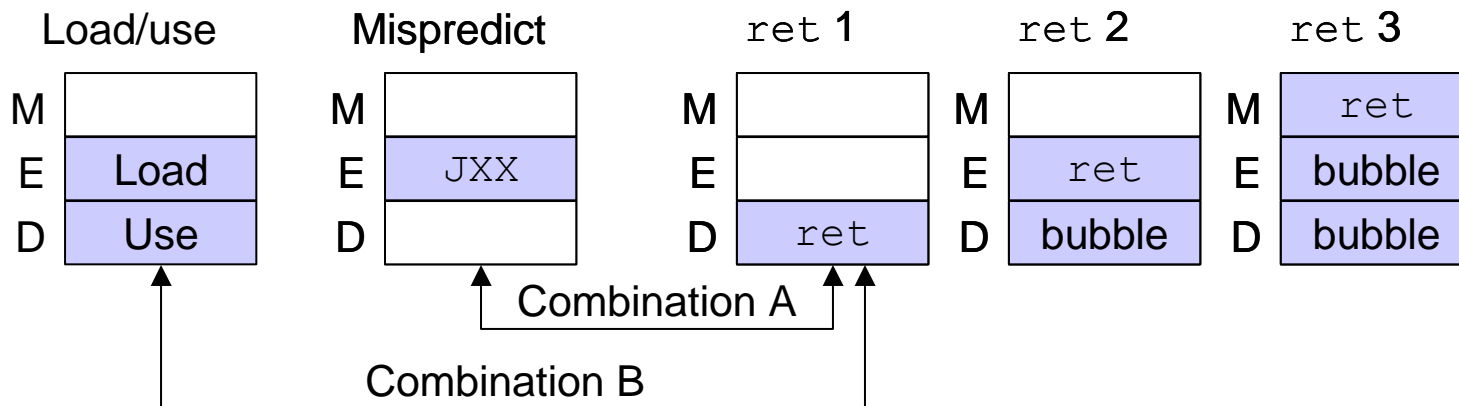 Load/use Mispredict ret 1 ret 2 ret 3
M M M M M ret
E Load E JXX E E ret E bubble
D Use D D ret D bubble D bubble
Combination A
Combination B